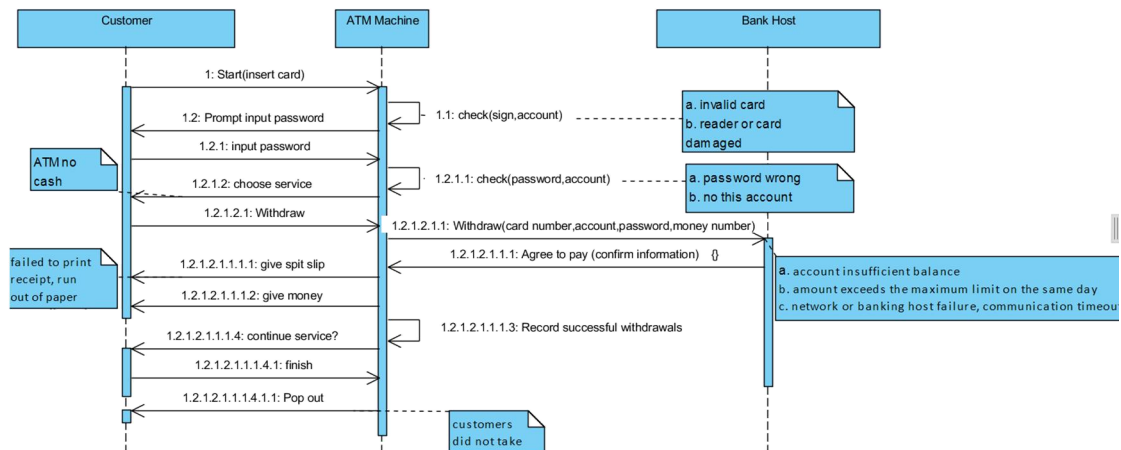 Customer
ATM Machine
Bank Host
1: Start(insert card)
1.1: check(sign,account)
a. invalid card
b. reader or card
damaged
1.2: Prompt input password
1.2.1: input password
ATM no
cash
1.2.1.1: check(password,account)
a. password wrong
b. no this account
1.2.1.2: choose service
1.2.1.2.1: Withdraw
1.2.1.2.1.1: Withdraw(card number,account,password,money number)
1.2.1.2.1.1.1: Agree to pay (confirm information) {}
a. account insufficient balance
b. amount exceeds the maximum limit on the same day
c. network or banking host failure, communication timeout
failed to print
receipt, run
out of paper
1.2.1.2.1.1.1.1: give spit slip
1.2.1.2.1.1.1.2: give money
1.2.1.2.1.1.1.3: Record successful withdrawals
1.2.1.2.1.1.1.4: continue service?
1.2.1.2.1.1.1.4.1: finish
1.2.1.2.1.1.1.4.1.1: Pop out
customers
did not take